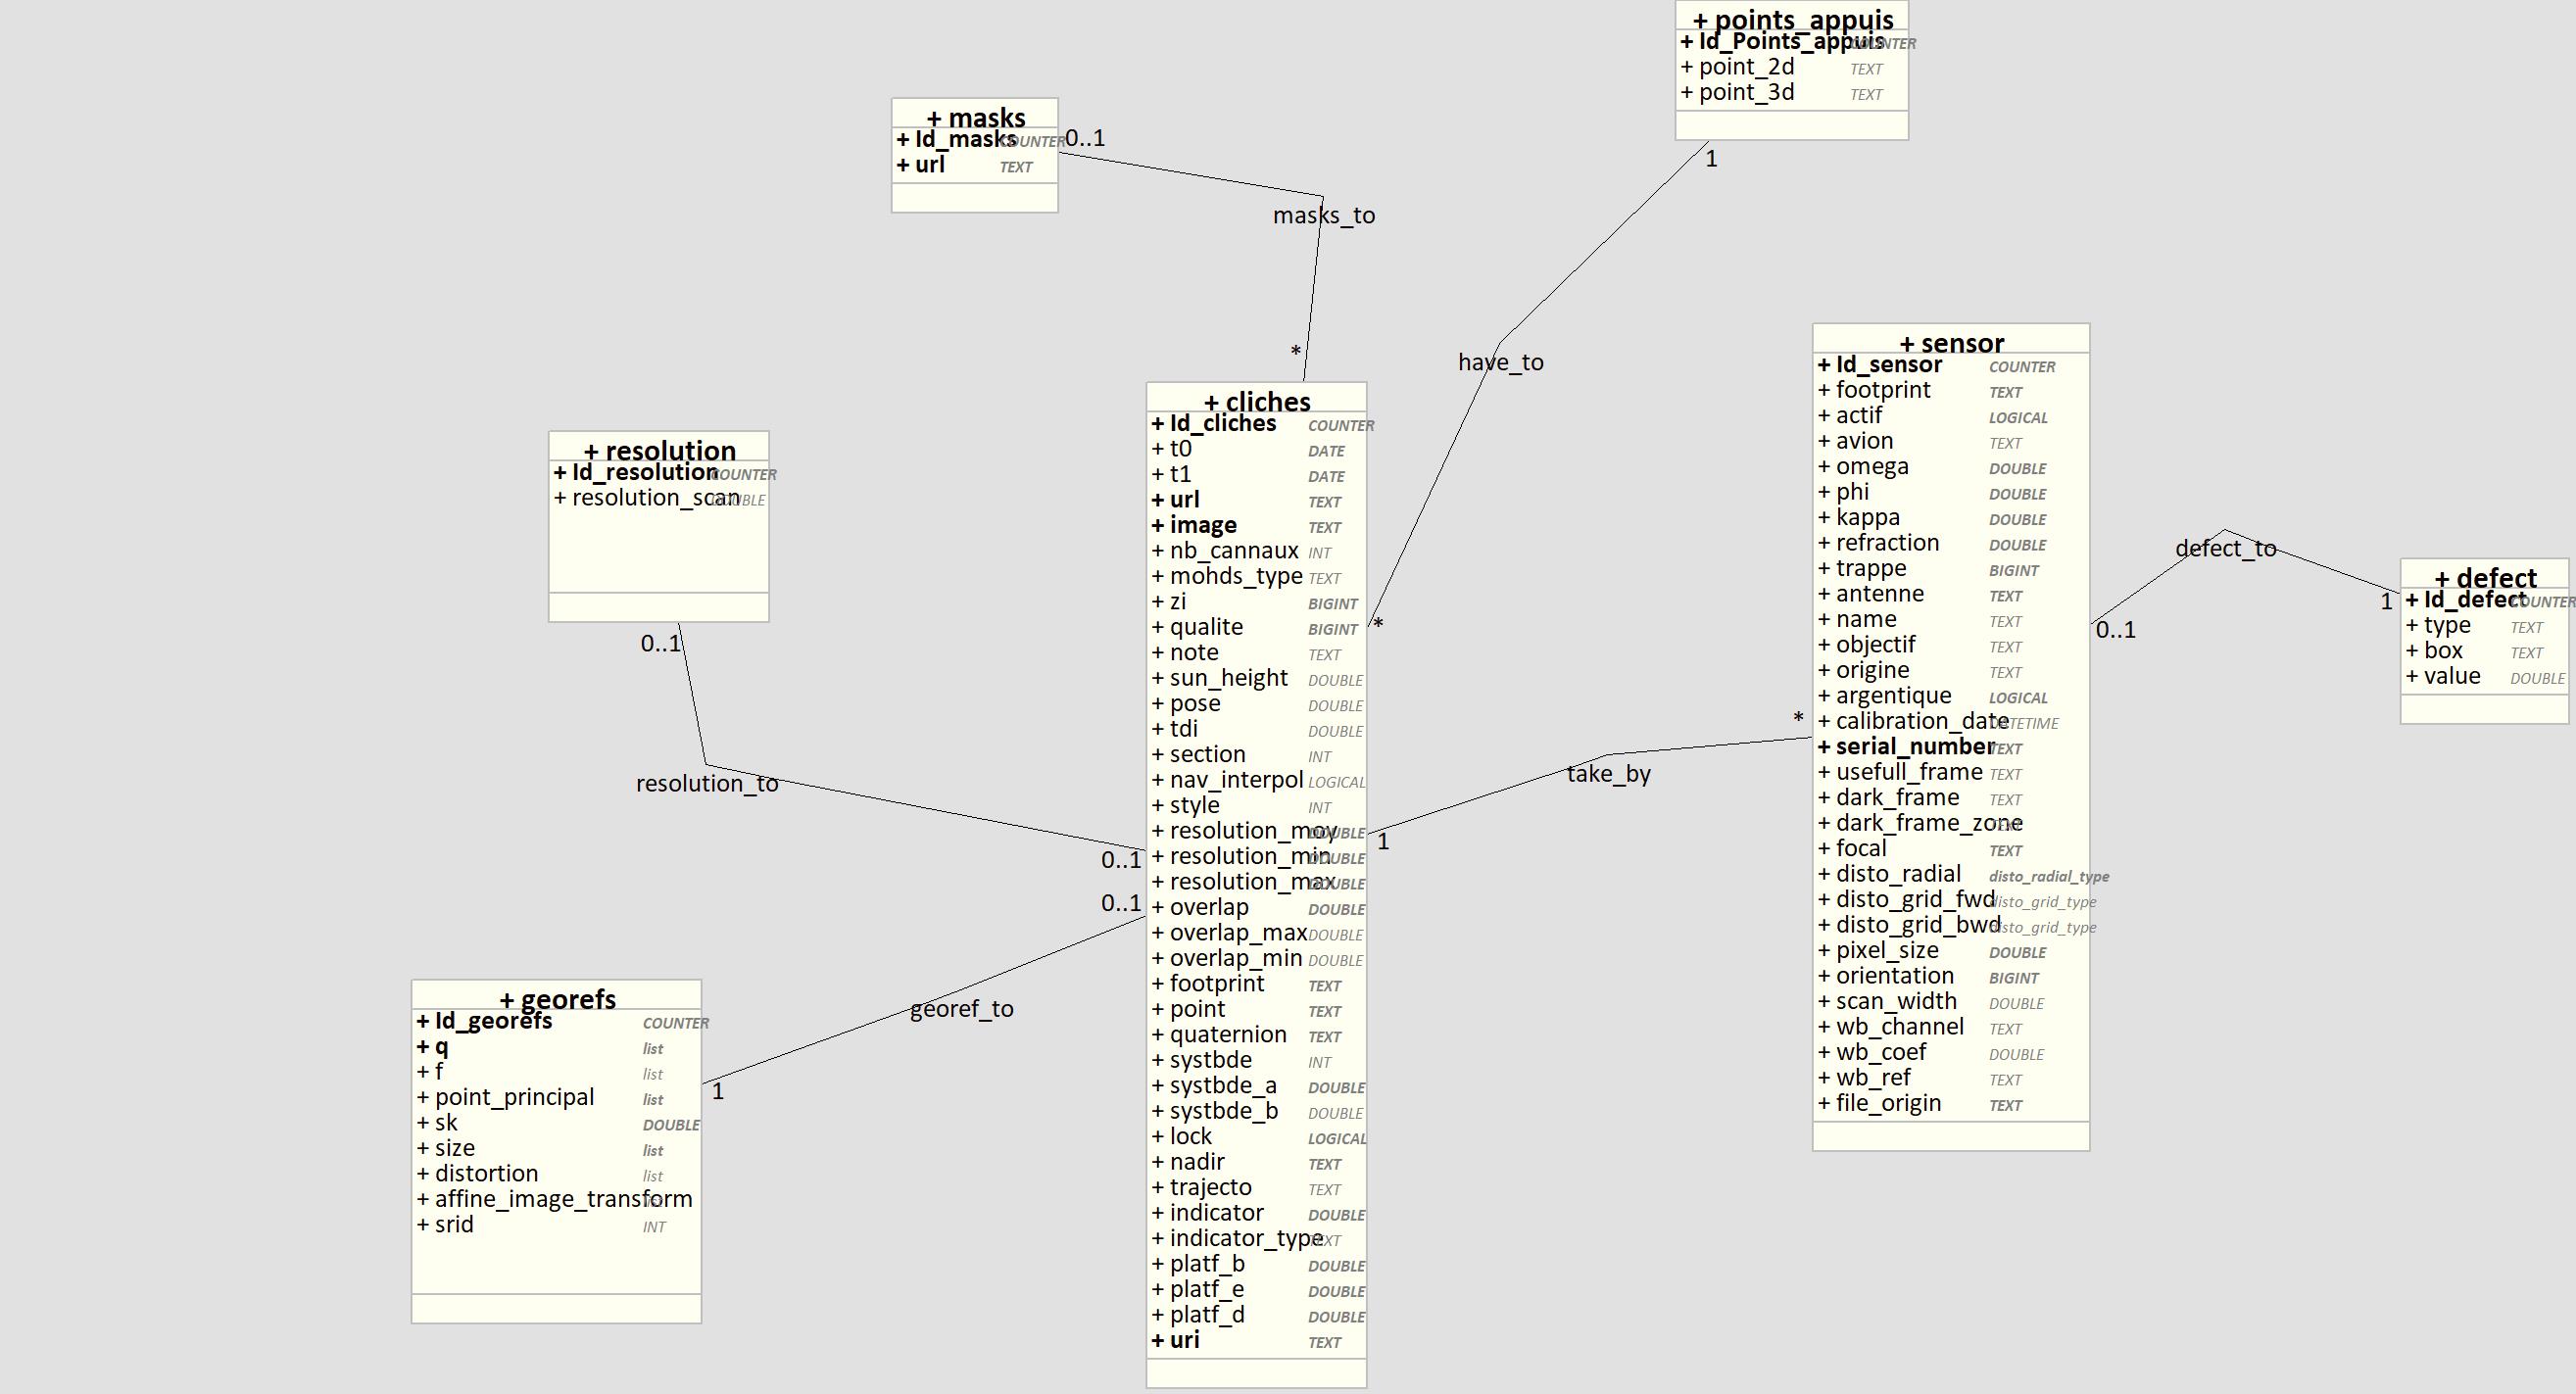 + points_appuis
+ Id_Points_appuis COUNTER
+ point_2d TEXT
+ point_3d TEXT
1
have_to
*
+ masks
+ Id_masks COUNTER
+ url TEXT
0..1
masks_to
*
+ resolution
+ Id_resolution COUNTER
+ resolution_scan DOUBLE
0..1
resolution_to
0..1
+ georefs
+ Id_georefs COUNTER
+ q list
+ f list
+ point_principal list
+ sk DOUBLE
+ size list
+ distortion list
+ affine_image_transform list
+ srid INT
1
georef_to
0..1
+ cliches
+ Id_cliches COUNTER
+ t0 DATE
+ t1 DATE
+ url TEXT
+ image TEXT
+ nb_cannaux INT
+ mohds_type TEXT
+ zi BIGINT
+ qualite BIGINT
+ note TEXT
+ sun_height DOUBLE
+ pose DOUBLE
+ tdi DOUBLE
+ section INT
+ nav_interpol LOGICAL
+ style INT
+ resolution_moy DOUBLE
+ resolution_min DOUBLE
+ resolution_max DOUBLE
+ overlap DOUBLE
+ overlap_max DOUBLE
+ overlap_min DOUBLE
+ footprint TEXT
+ point TEXT
+ quaternion TEXT
+ systbde INT
+ systbde_a DOUBLE
+ systbde_b DOUBLE
+ lock LOGICAL
+ nadir TEXT
+ trajecto TEXT
+ indicator DOUBLE
+ indicator_type TEXT
+ platf_b DOUBLE
+ platf_e DOUBLE
+ platf_d DOUBLE
+ uri TEXT
1
take_by
*
+ sensor
+ Id_sensor COUNTER
+ footprint TEXT
+ actif LOGICAL
+ avion TEXT
+ omega DOUBLE
+ phi DOUBLE
+ kappa DOUBLE
+ refraction DOUBLE
+ trappe BIGINT
+ antenne TEXT
+ name TEXT
+ objectif TEXT
+ origine TEXT
+ argentique LOGICAL
+ calibration_date DATETIME
+ serial_number TEXT
+ usefull_frame TEXT
+ dark_frame TEXT
+ dark_frame_zone TEXT
+ focal TEXT
+ disto_radial disto_radial_type
+ disto_grid_fwd disto_grid_type
+ disto_grid_bwd disto_grid_type
+ pixel_size DOUBLE
+ orientation BIGINT
+ scan_width DOUBLE
+ wb_channel TEXT
+ wb_coef DOUBLE
+ wb_ref TEXT
+ file_origin TEXT
0..1
defect_to
1
+ defect
+ Id_defect COUNTER
+ type TEXT
+ box TEXT
+ value DOUBLE